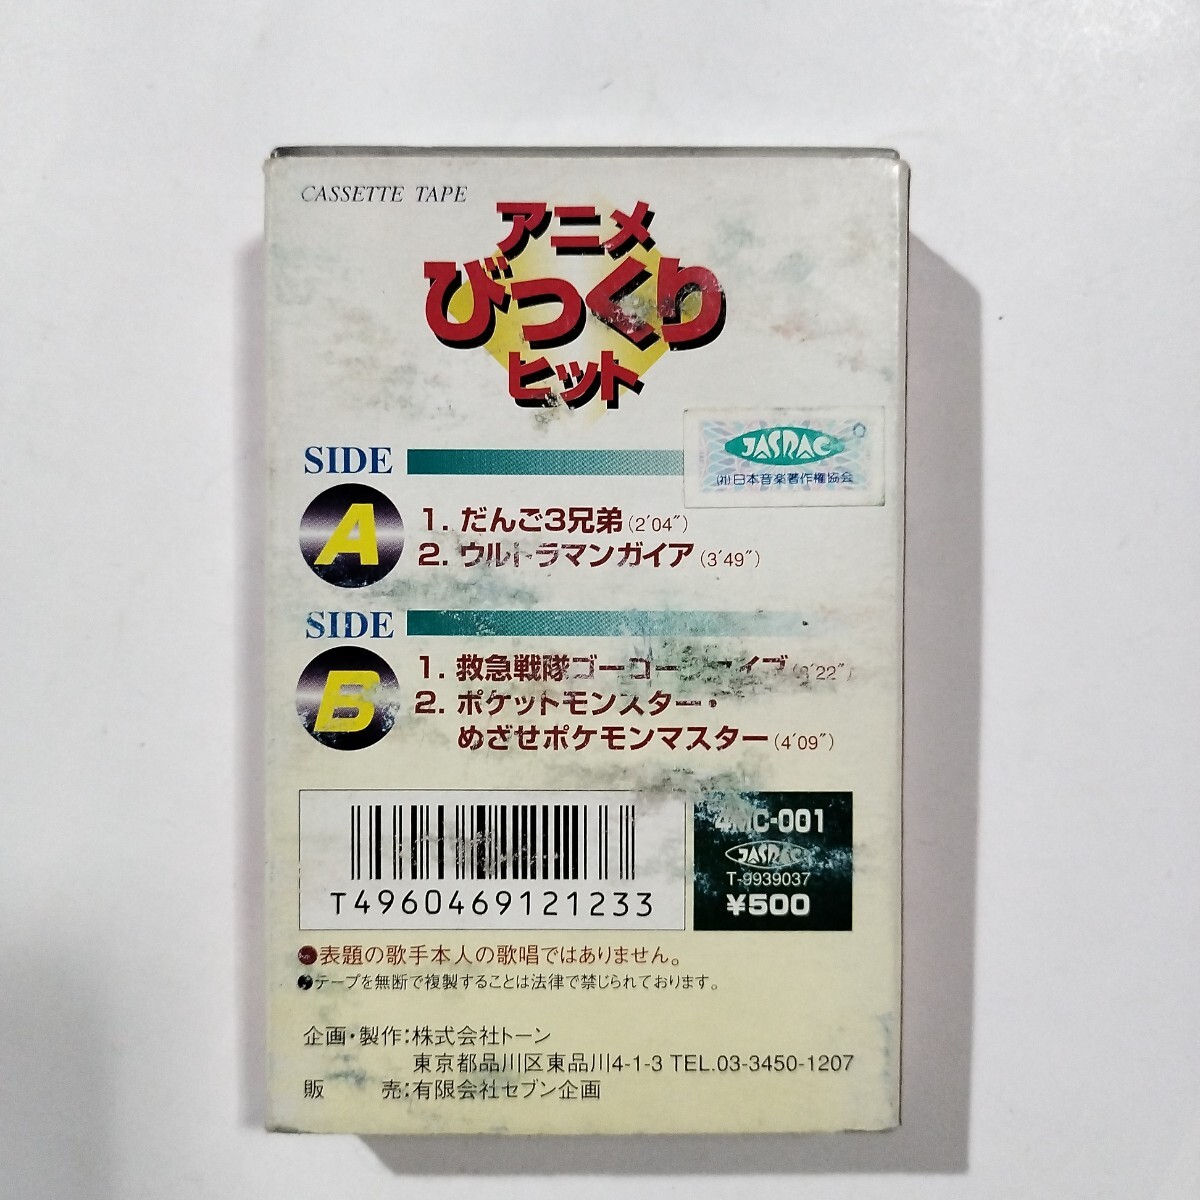 CASSETTE TAPE
アニメ
びっくり
ヒット
JASRAC
(社)日本音楽著作権協会
SIDE
A
1. だんご3兄弟(2'04")
2. ウルトラマンガイア(3'49")
SIDE
B
1. 救急戦隊
2. ポケットモンスター・
めざせポケモンマスター(4'09")
T4960469121233
4MC-001
JASRAC
T-9939037
¥500
●表題の歌手本人の歌唱ではありません。
●テープを無断で複製することは法律で禁じられております。
企画・製作:株式会社トーン
東京都品川区東品川4-1-3 TEL.03-3450-1207
販 売:有限会社セブン企画